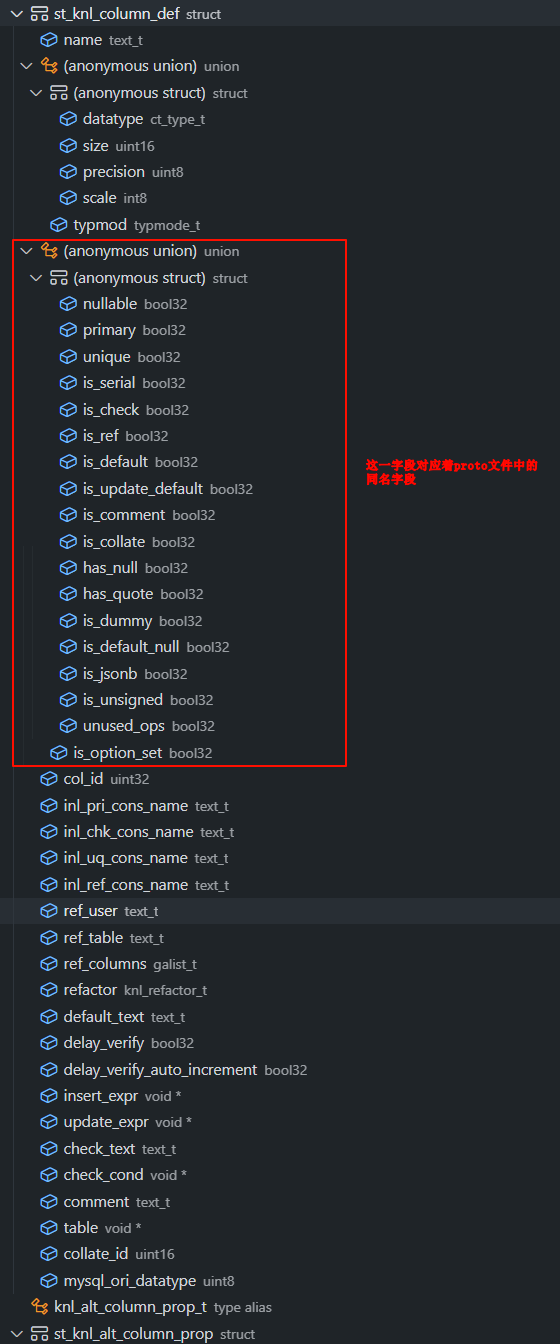 st_knl_column_def struct
name text_t
(anonymous union) union
(anonymous struct) struct
datatype ct_type_t
size uint16
precision uint8
scale int8
typmod typmode_t
(anonymous union) union
(anonymous struct) struct
nullable bool32
primary bool32
unique bool32
is_serial bool32
is_check bool32
is_ref bool32
is_default bool32
is_update_default bool32
is_comment bool32
is_collate bool32
has_null bool32
has_quote bool32
is_dummy bool32
is_default_null bool32
is_jsonb bool32
is_unsigned bool32
unused_ops bool32
is_option_set bool32
这一字段对应着proto文件中的
同名字段
col_id uint32
inl_pri_cons_name text_t
inl_chk_cons_name text_t
inl_uq_cons_name text_t
inl_ref_cons_name text_t
ref_user text_t
ref_table text_t
ref_columns galist_t
refactor knl_refactor_t
default_text text_t
delay_verify bool32
delay_verify_auto_increment bool32
insert_expr void *
update_expr void *
check_text text_t
check_cond void *
comment text_t
table void *
collate_id uint16
mysql_ori_datatype uint8
knl_alt_column_prop_t type alias
st_knl_alt_column_prop struct